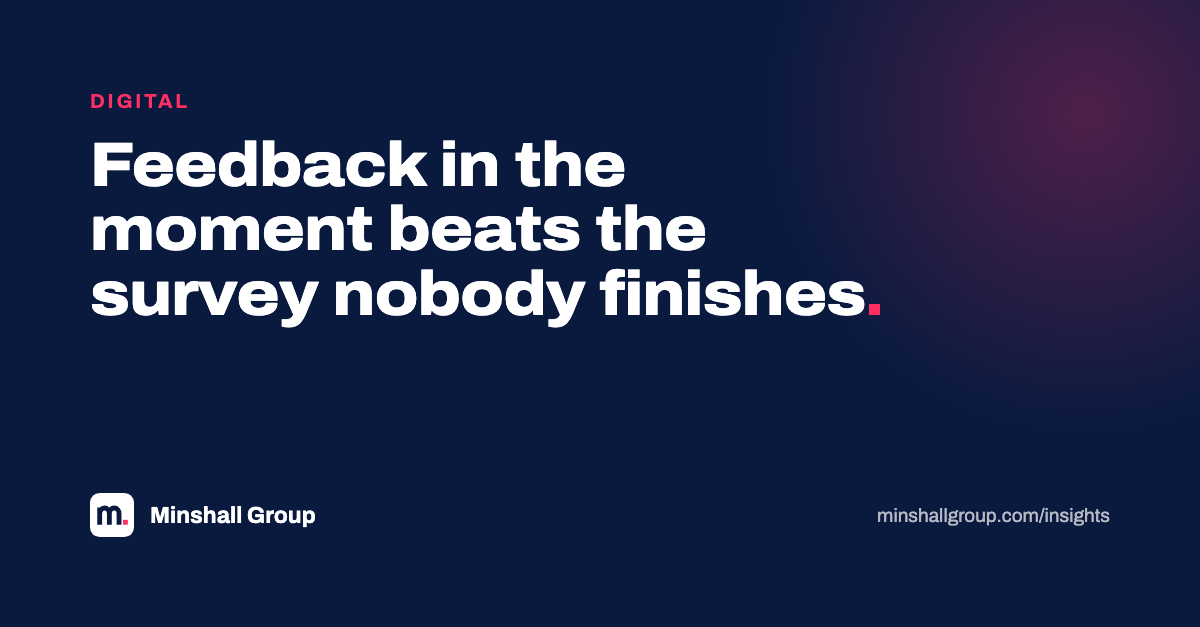 DIGITAL
Feedback in the
moment beats the
survey nobody finishes.
m.
Minshall Group
minshallgroup.com/insights